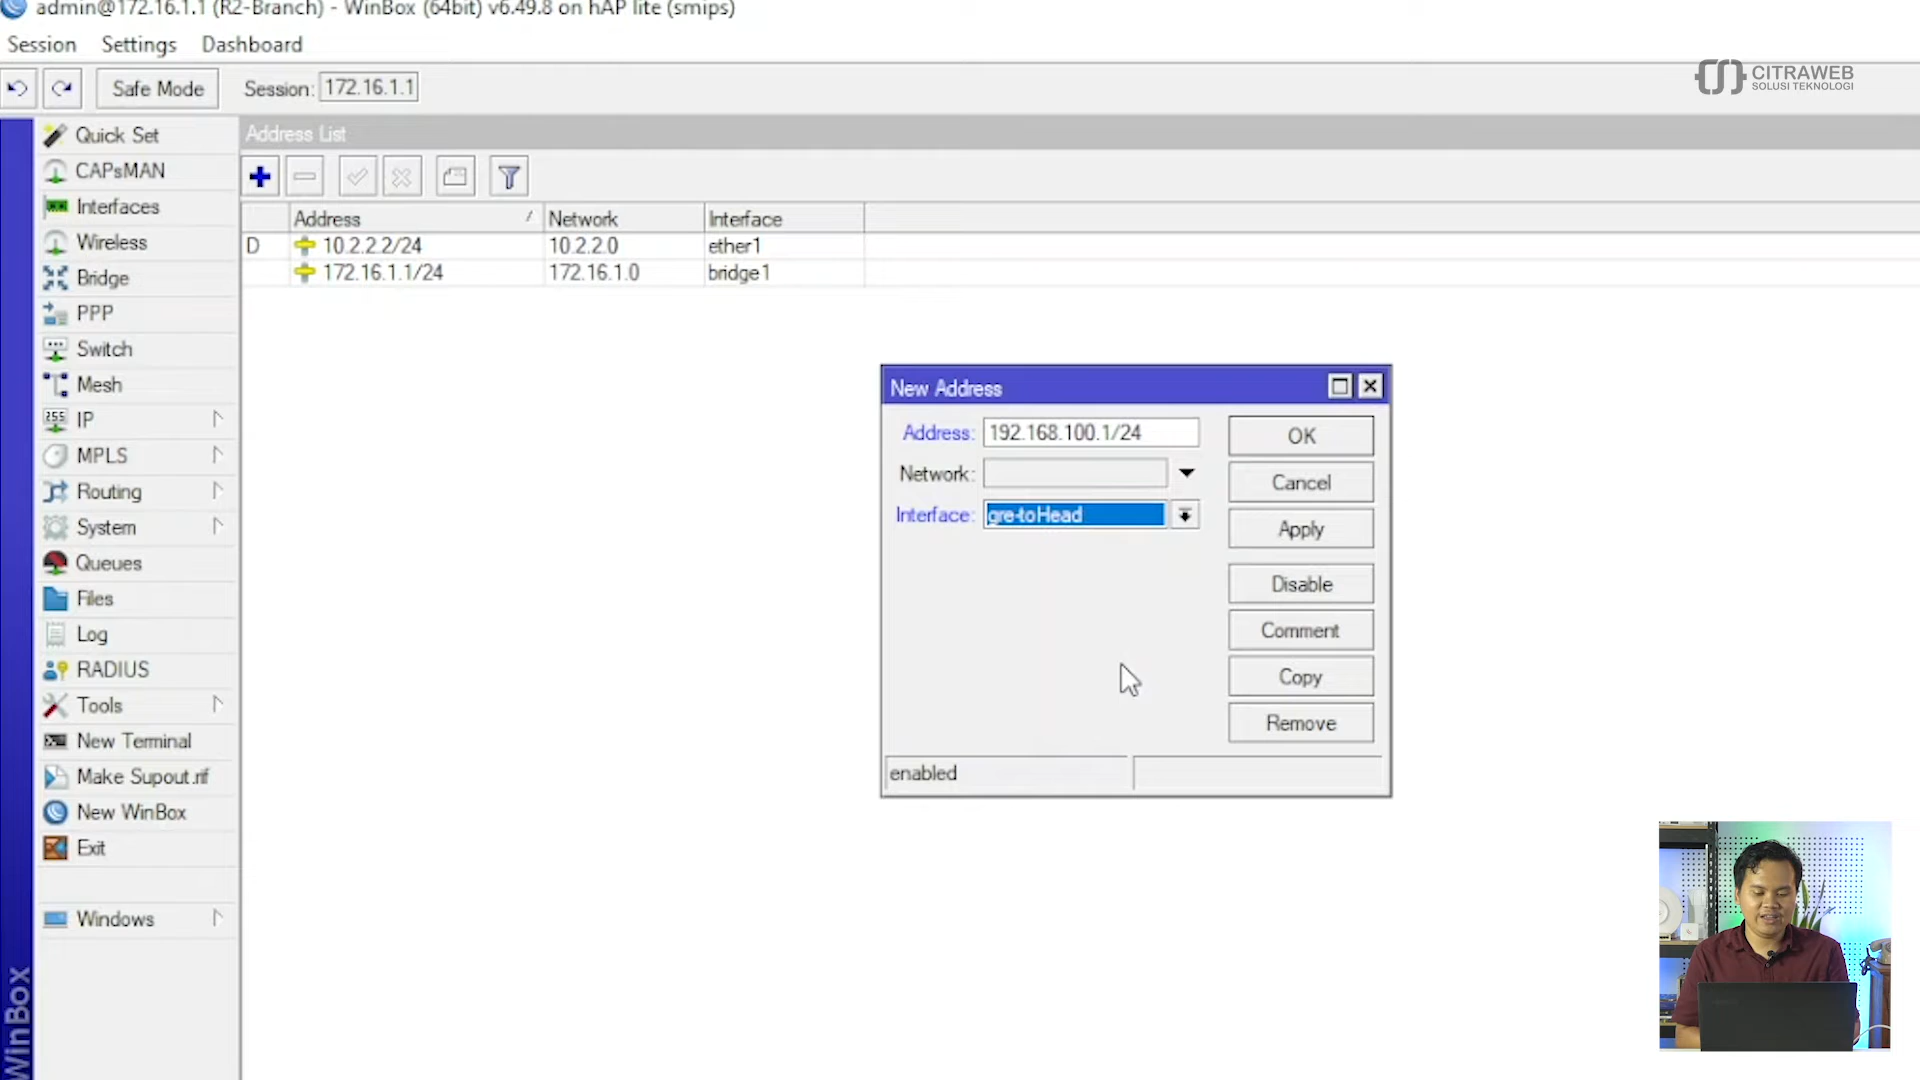 admin@172.16.1.1 (R2-Branch) - WinBox (64bit) v6.49.8 on hAP lite (smips)
Session Settings Dashboard
Safe Mode Session: 172.16.1.1
CITRAWEB
SOLUSI TEKNOLOGI
Quick Set
CAPsMAN
Interfaces
Wireless
Bridge
PPP
Switch
Mesh
IP
MPLS
Routing
System
Queues
Files
Log
RADIUS
Tools
New Terminal
Make Supout.rif
New WinBox
Exit
Windows
WinBox
Address List
Address / Network Interface
D 10.2.2.2/24 10.2.2.0 ether1
172.16.1.1/24 172.16.1.0 bridge1
New Address
Address: 192.168.100.1/24
Network:
Interface: gre-toHead
OK
Cancel
Apply
Disable
Comment
Copy
Remove
enabled